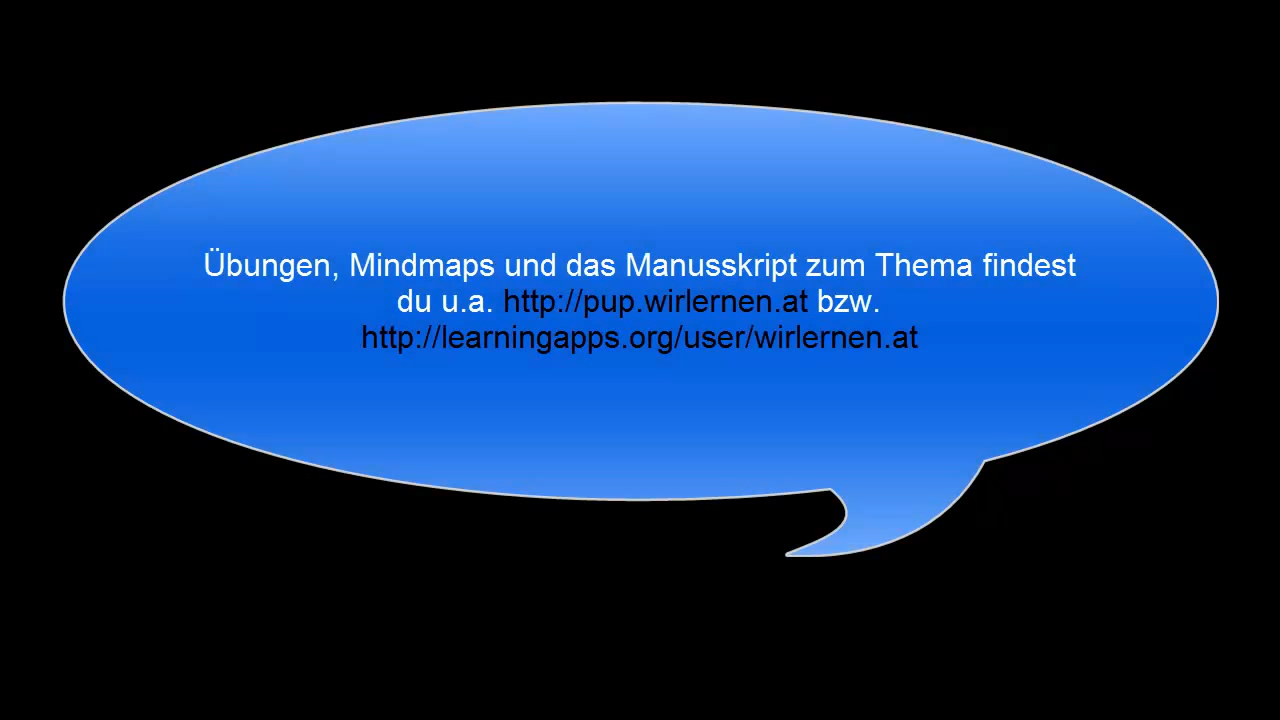 Übungen, Mindmaps und das Manusskript zum Thema findest
du u.a. http://pup.wirlernen.at bzw.
http://learningapps.org/user/wirlernen.at